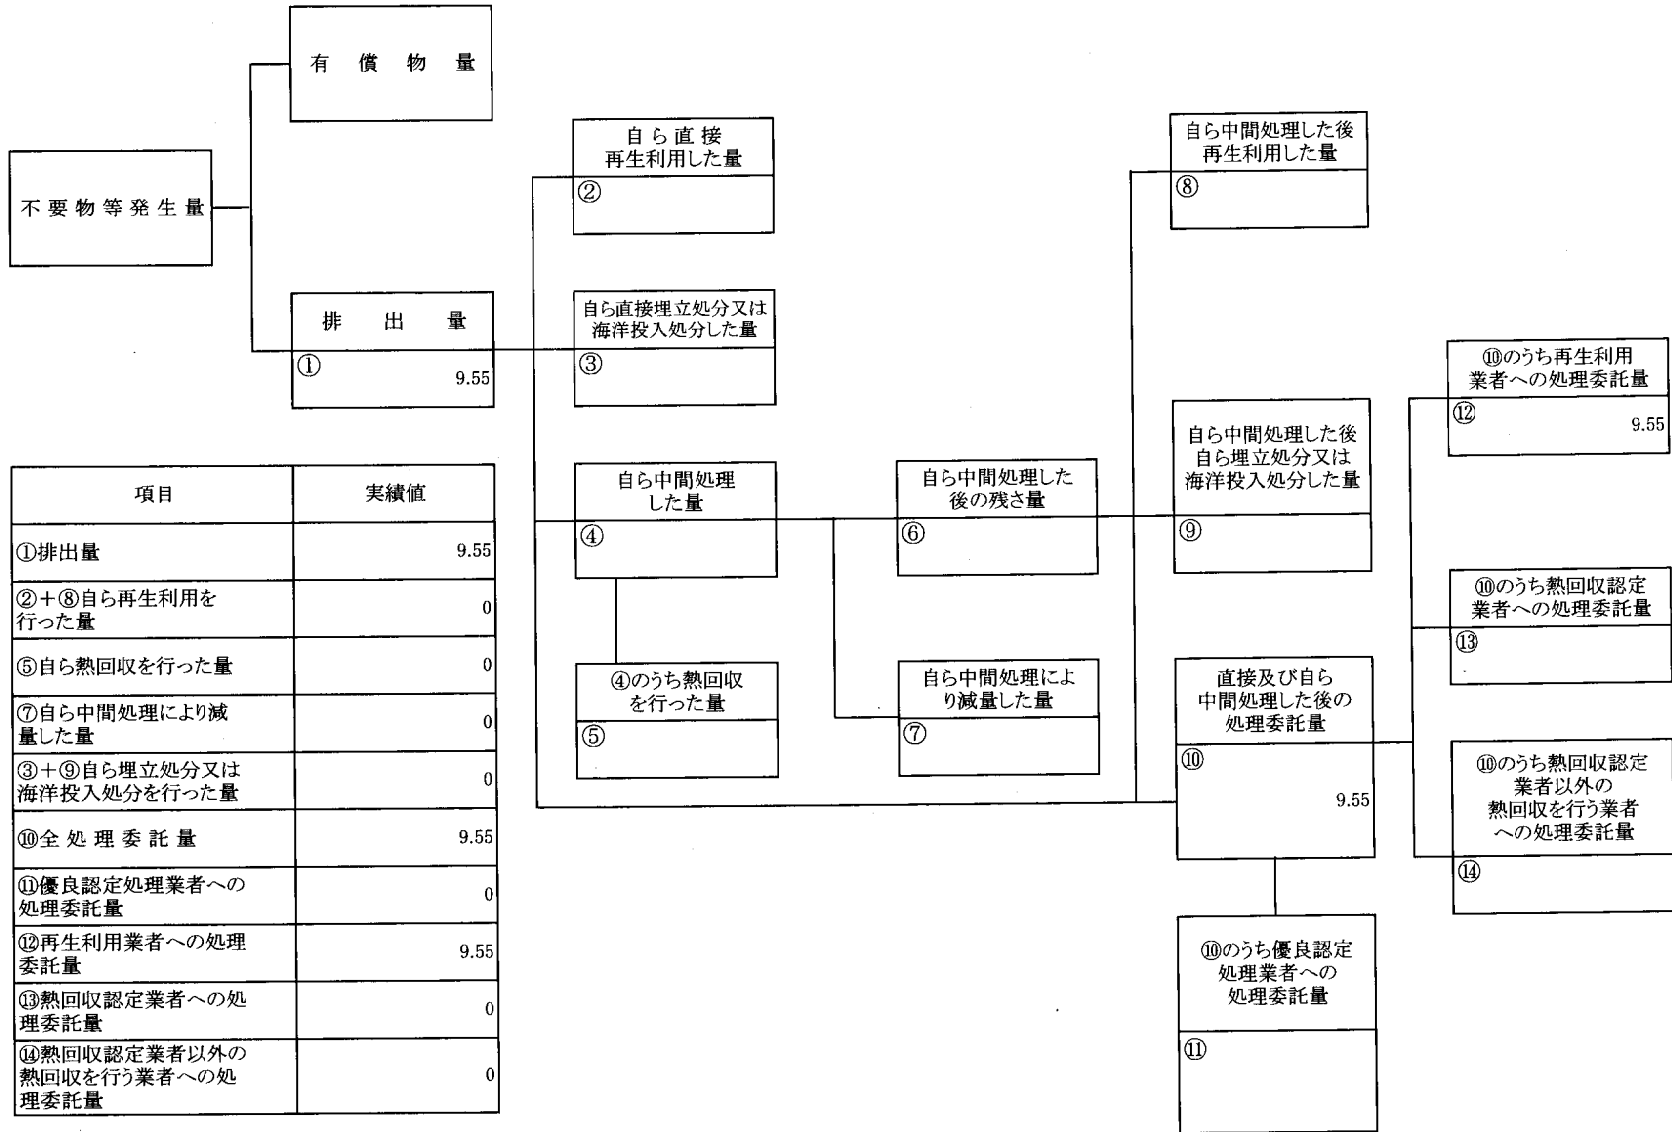 有償物量
不要物等発生量
排出量
①
9.55
自ら直接
再生利用した量
②
自ら直接埋立処分又は
海洋投入処分した量
③
自ら中間処理
した量
④
④のうち熱回収
を行った量
⑤
自ら中間処理した
後の残さ量
⑥
自ら中間処理によ
り減量した量
⑦
自ら中間処理した後
再生利用した量
⑧
自ら中間処理した後
自ら埋立処分又は
海洋投入処分した量
⑨
直接及び自ら
中間処理した後の
処理委託量
⑩
9.55
⑩のうち優良認定
処理業者への
処理委託量
⑪
⑩のうち再生利用
業者への処理委託量
⑫
9.55
⑩のうち熱回収認定
業者への処理委託量
⑬
⑩のうち熱回収認定
業者以外の
熱回収を行う業者
への処理委託量
⑭
項目 実績値
①排出量 9.55
②+⑧自ら再生利用を
行った量 0
⑤自ら熱回収を行った量 0
⑦自ら中間処理により減
量した量 0
③+⑨自ら埋立処分又は
海洋投入処分を行った量 0
⑩全処理委託量 9.55
⑪優良認定処理業者への
処理委託量 0
⑫再生利用業者への処理
委託量 9.55
⑬熱回収認定業者への処
理委託量 0
⑭熱回収認定業者以外の
熱回収を行う業者への処
理委託量 0